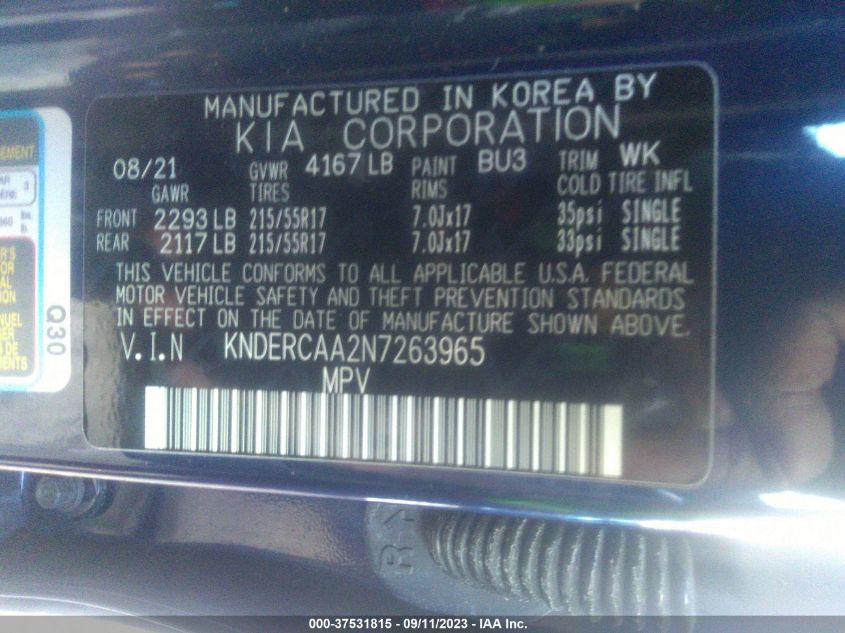 MANUFACTURED IN KOREA BY
KIA CORPORATION
08/21 GVWR 4167 LB PAINT BU3 TRIM WK
GAWR TIRES RIMS COLD TIRE INFL
FRONT 2293 LB 215/55R17 7.0Jx17 35psi SINGLE
REAR 2117 LB 215/55R17 7.0Jx17 33psi SINGLE
THIS VEHICLE CONFORMS TO ALL APPLICABLE U.S.A. FEDERAL
MOTOR VEHICLE SAFETY AND THEFT PREVENTION STANDARDS
IN EFFECT ON THE DATE OF MANUFACTURE SHOWN ABOVE.
V.I.N KNDERCAA2N7263965
MPV
Q30
000-37531815 - 09/11/2023 - IAA Inc.